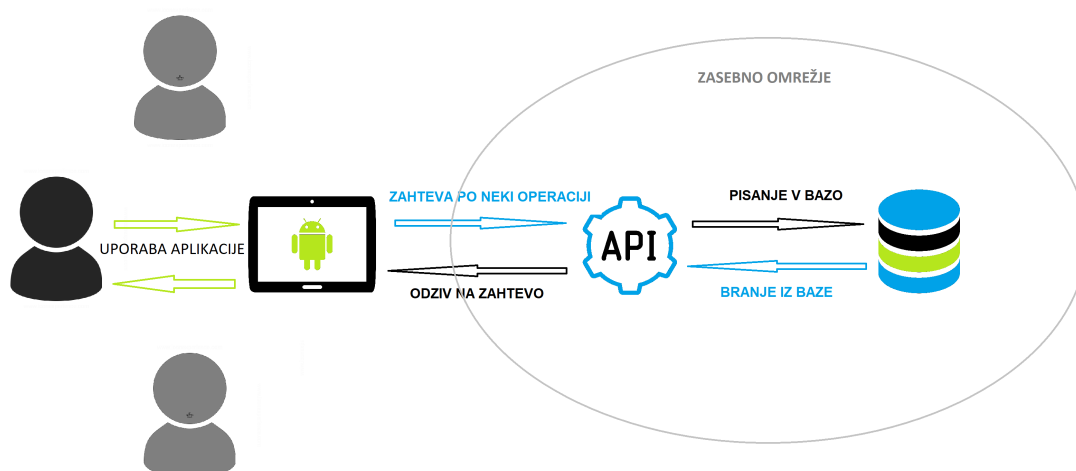 ZASEBNO OMREŽJE
ZAHTEVA PO NEKI OPERACIJI
PISANJE V BAZO
UPORABA APLIKACIJE
API
ODZIV NA ZAHTEVO
BRANJE IZ BAZE